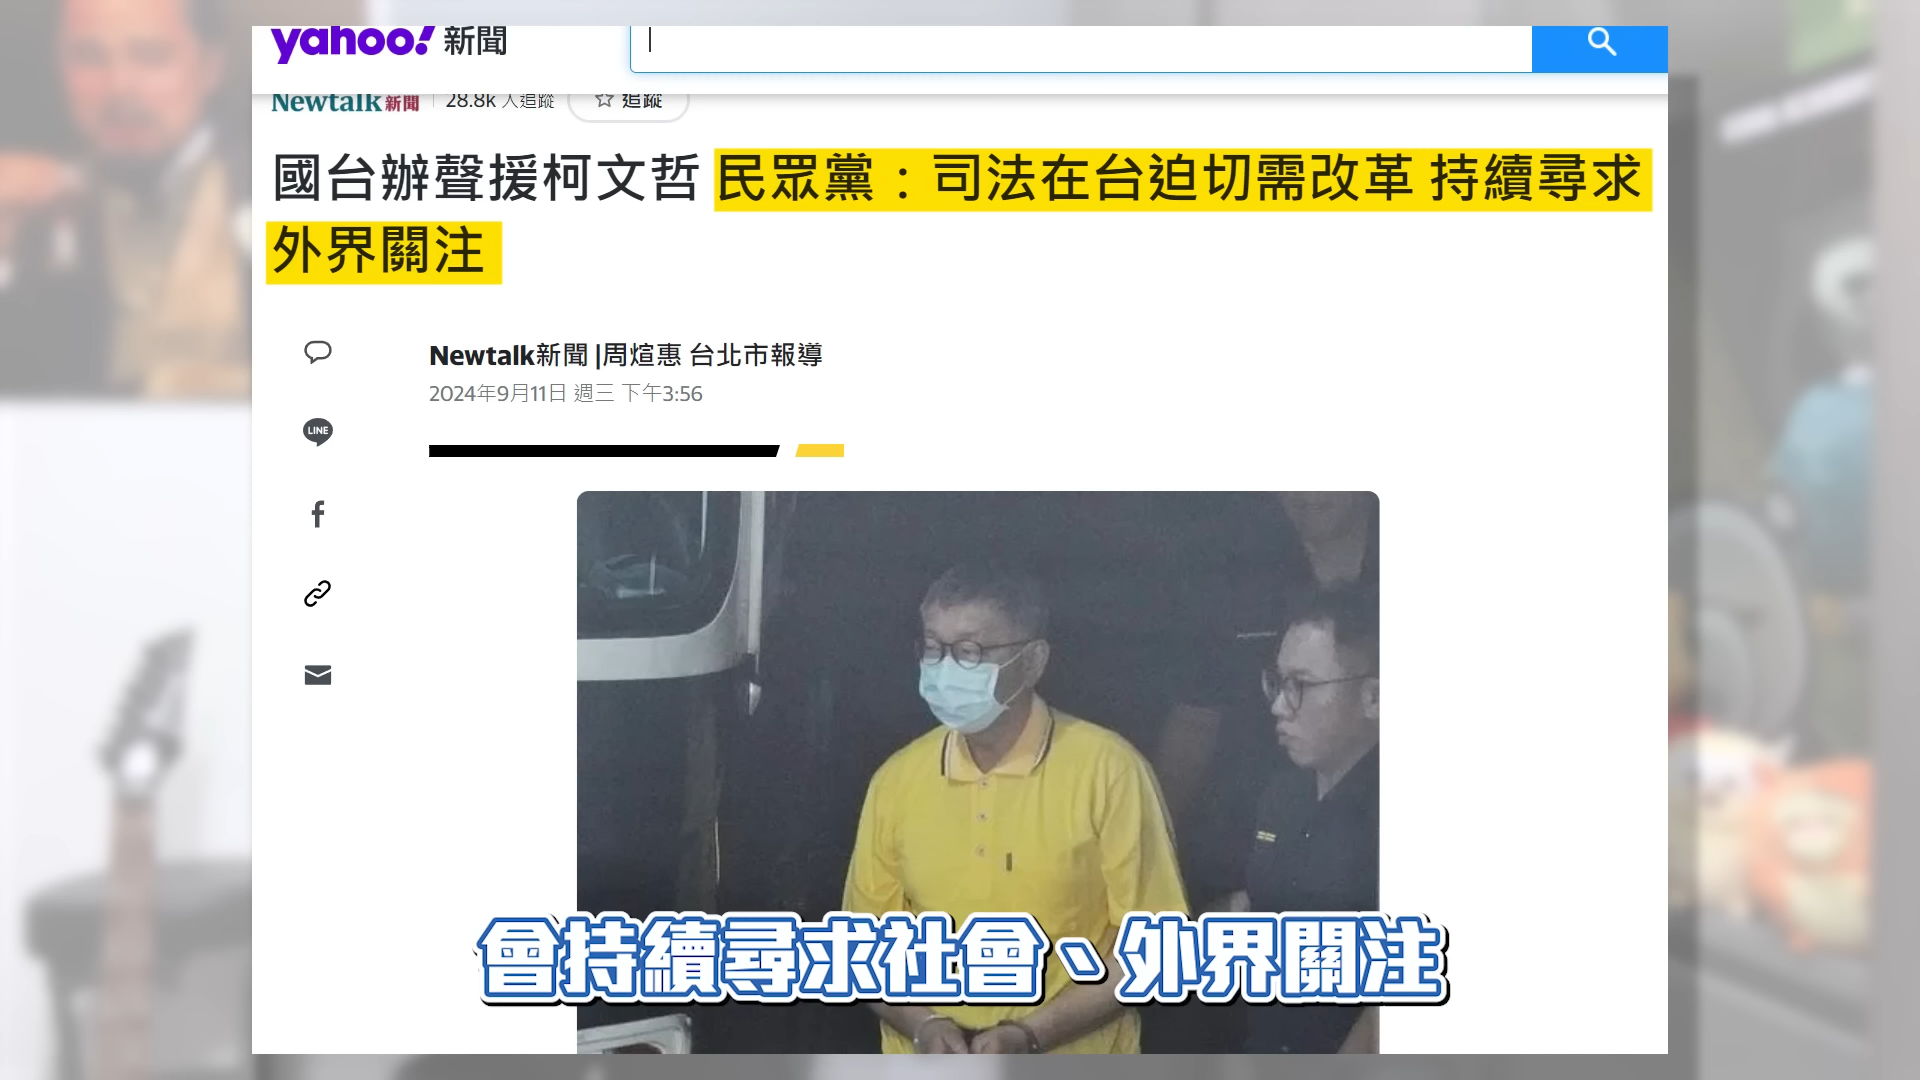 yahoo! 新聞
Newtalk新聞 28.8k 人追蹤 ☆ 追蹤
國台辦聲援柯文哲 民眾黨：司法在台迫切需改革 持續尋求
外界關注
Newtalk新聞 |周煊惠 台北市報導
2024年9月11日 週三 下午3:56
LINE
會持續尋求社會、外界關注